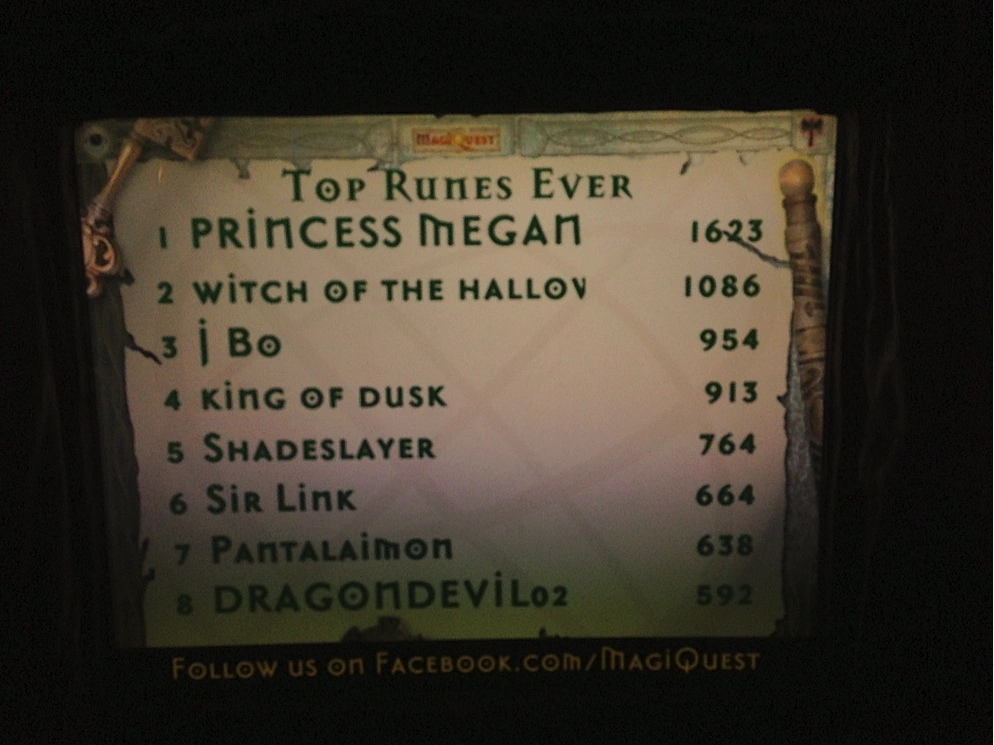 MAGIQUEST
TOP RUNES EVER
1 PRINCESS MEGAN 1623
2 WITCH OF THE HALLOW 1086
3 J BO 954
4 KING OF DUSK 913
5 SHADESLAYER 764
6 SIR LINK 664
7 PANTALAIMON 638
8 DRAGONDEVIL02 592
FOLLOW US ON FACEBOOK.COM/MAGIQUEST